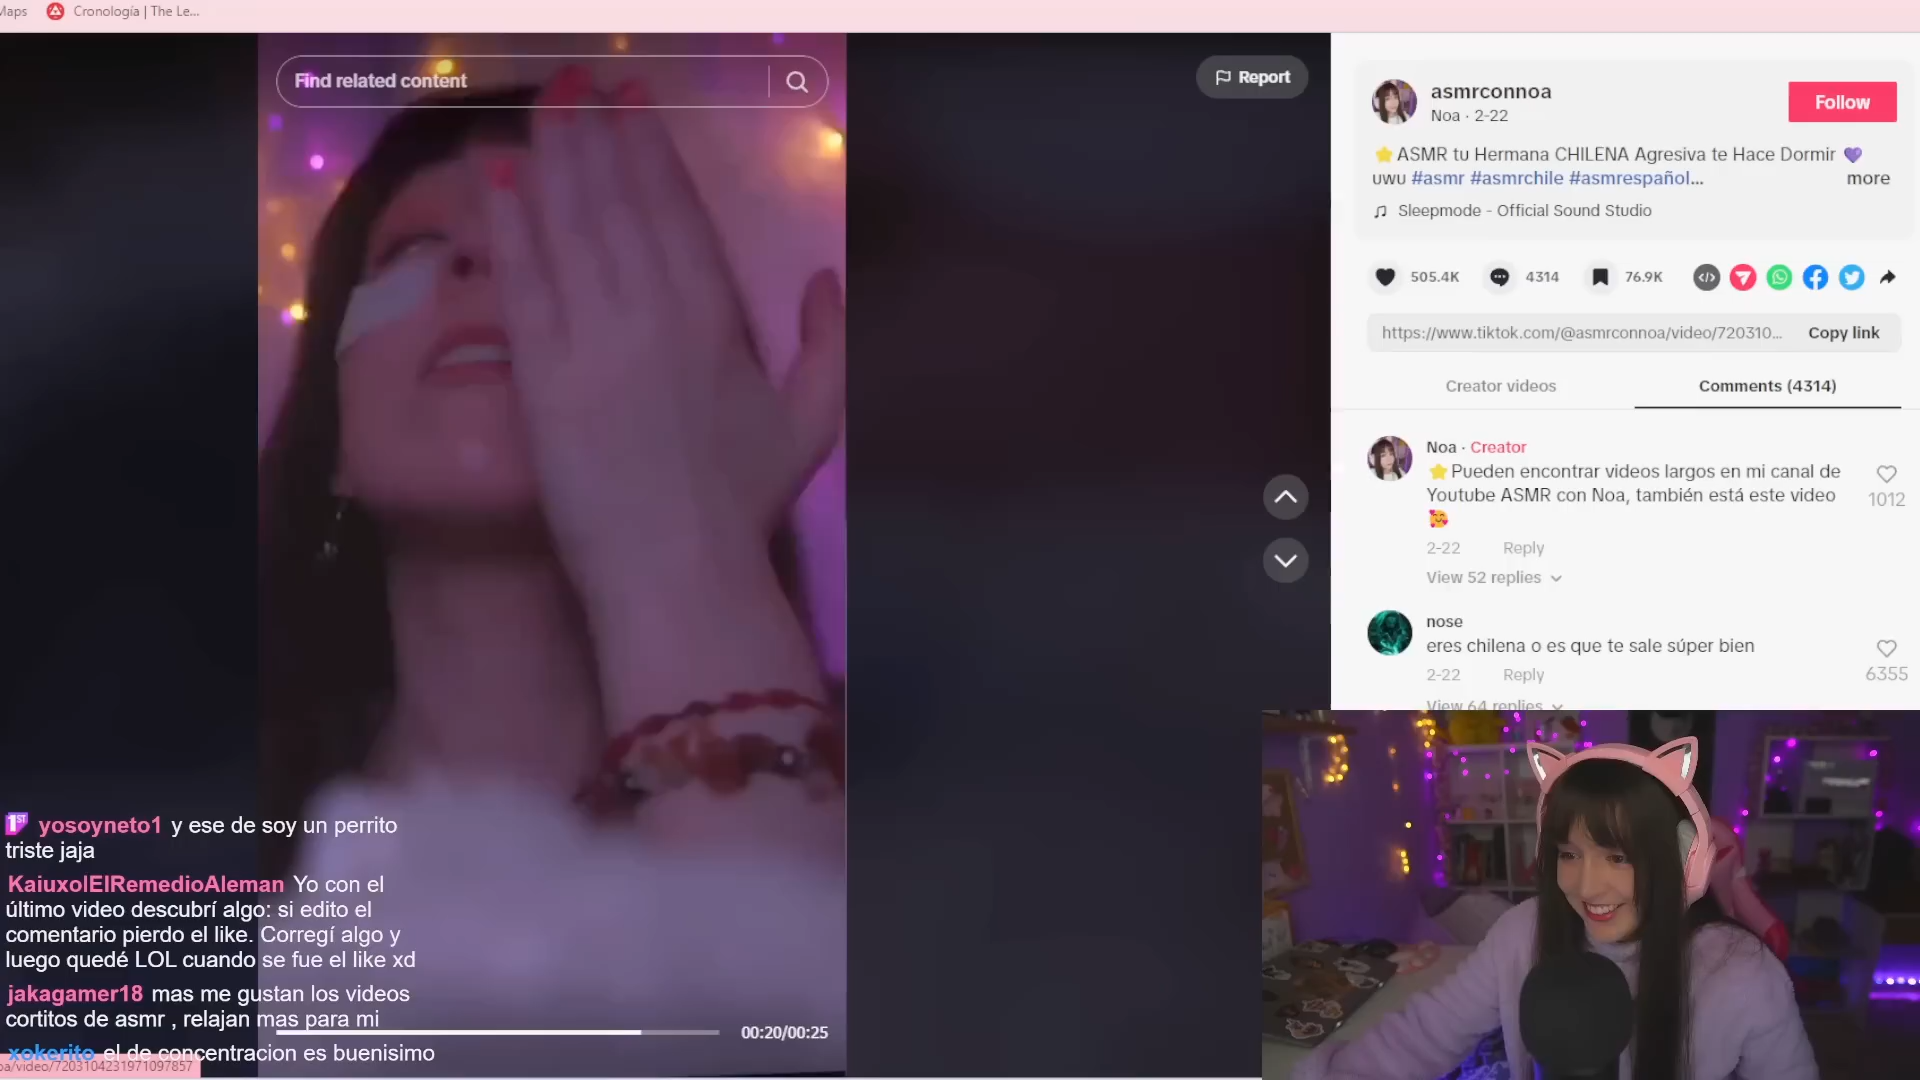 Maps
Cronología | The Le...
Find related content
Report
asmrconnoa
Noa · 2-22
Follow
⭐ASMR tu Hermana CHILENA Agresiva te Hace Dormir 💜
uwu #asmr #asmrchile #asmrespañol...
more
♫ Sleepmode - Official Sound Studio
505.4K
4314
76.9K
https://www.tiktok.com/@asmrconnoa/video/720310...
Copy link
Creator videos
Comments (4314)
Noa · Creator
⭐Pueden encontrar videos largos en mi canal de
Youtube ASMR con Noa, también está este video
🥰
1012
2-22
Reply
View 52 replies
nose
eres chilena o es que te sale súper bien
6355
2-22
Reply
View 64 replies
1ST yosoyneto1 y ese de soy un perrito
triste jaja
KaiuxolElRemedioAleman Yo con el
último video descubrí algo: si edito el
comentario pierdo el like. Corregí algo y
luego quedé LOL cuando se fue el like xd
jakagamer18 mas me gustan los videos
cortitos de asmr , relajan mas para mi
00:20/00:25
xokerito el de concentracion es buenisimo
oa/video/7203104231971097857